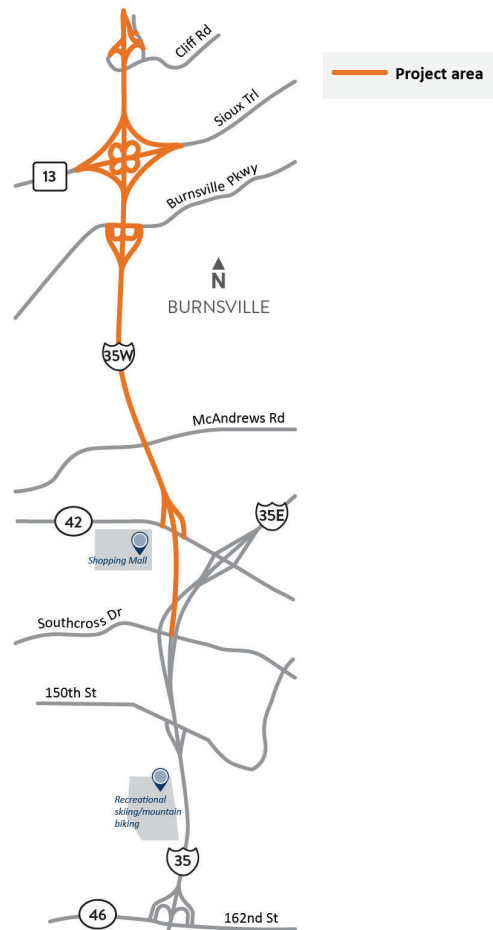 Cliff Rd
Project area
Sioux Trl
13
Burnsville Pkwy
N
BURNSVILLE
35W
McAndrews Rd
42
35E
Shopping Mall
Southcross Dr
150th St
Recreational
skiing/mountain
biking
35
46
162nd St